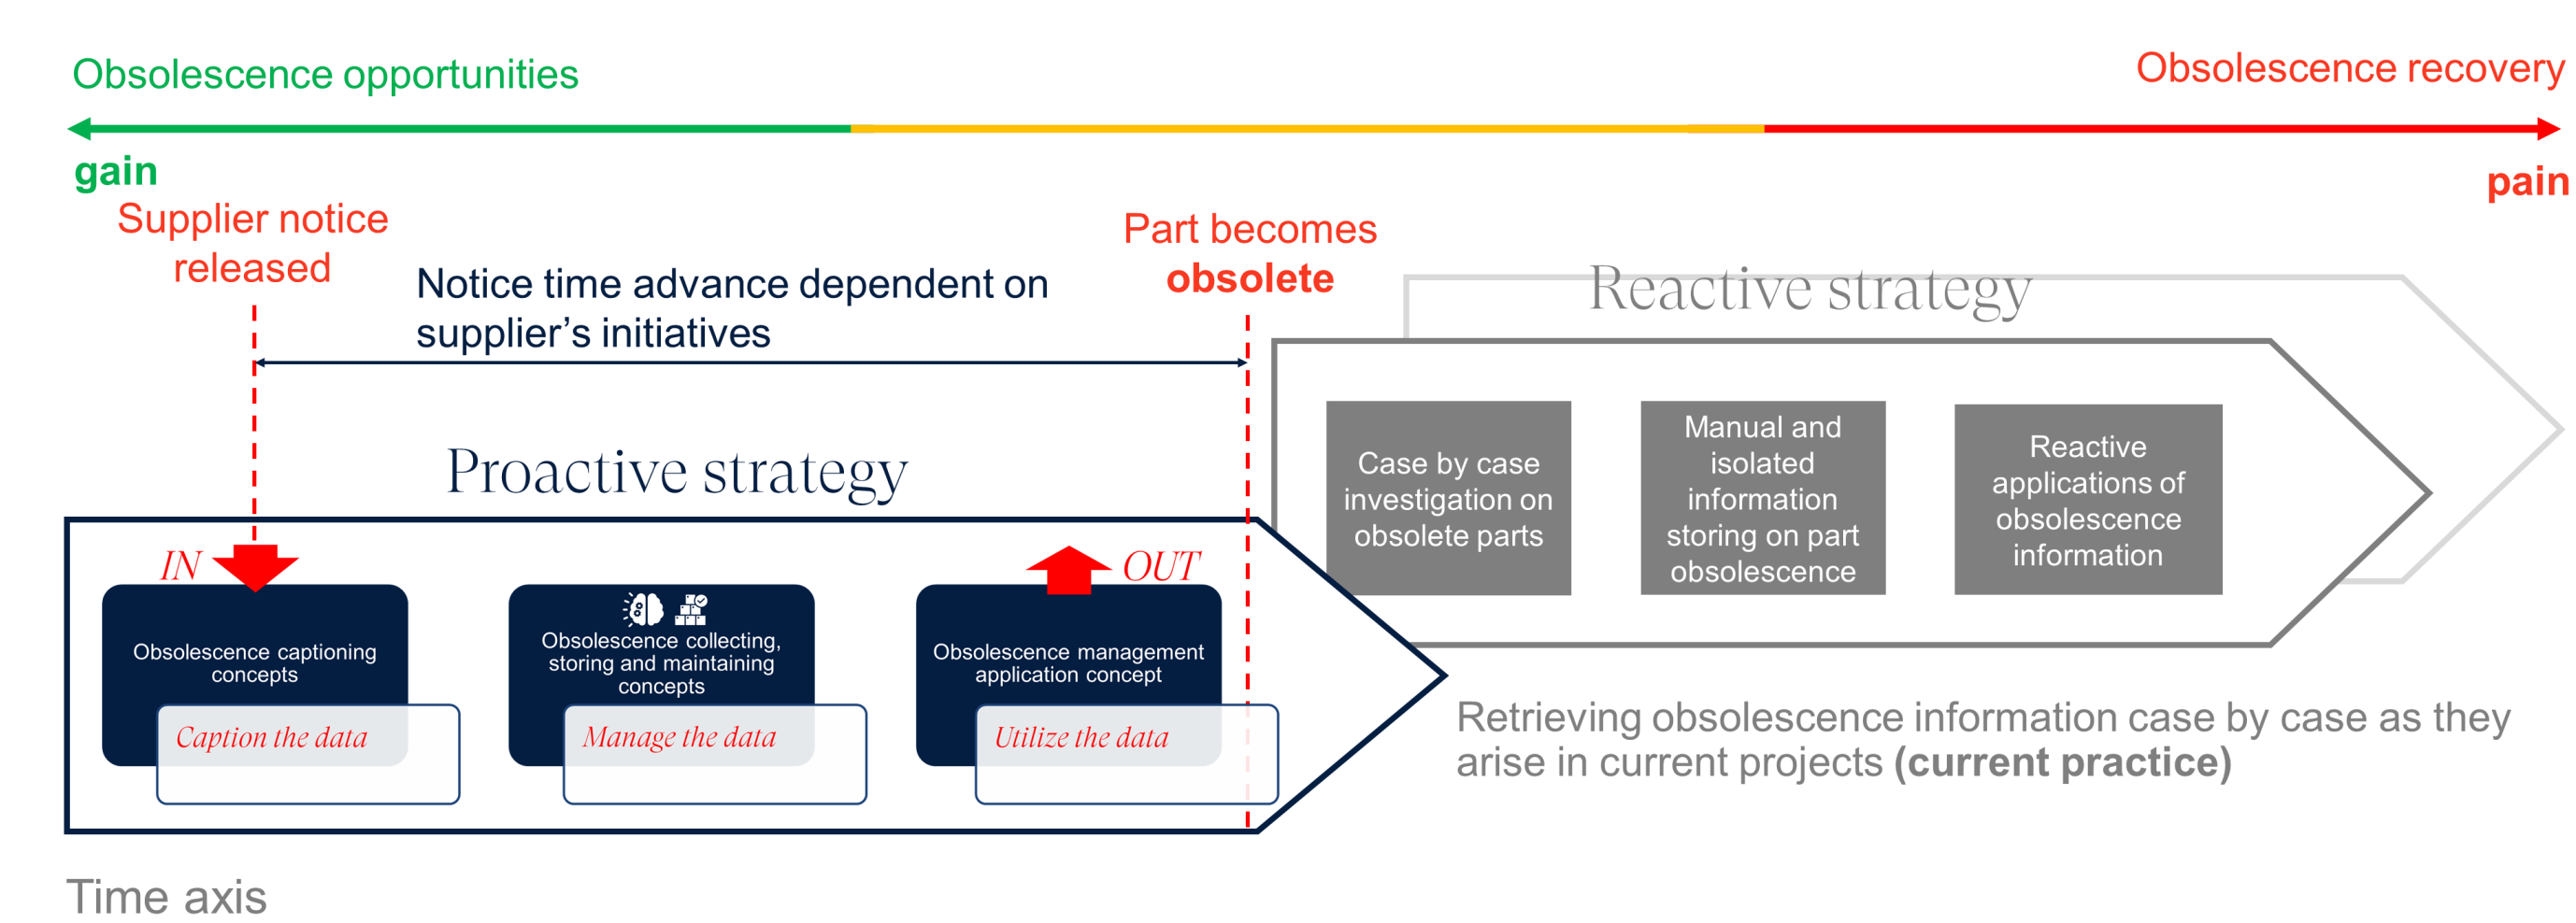 Obsolescence opportunities
Obsolescence recovery
gain
pain
Supplier notice
released
Notice time advance dependent on
supplier’s initiatives
Part becomes
obsolete
Reactive strategy
Case by case
investigation on
obsolete parts
Manual and
isolated
information
storing on part
obsolescence
Reactive
applications of
obsolescence
information
Proactive strategy
IN
OUT
Obsolescence captioning
concepts
Caption the data
Obsolescence collecting,
storing and maintaining
concepts
Manage the data
Obsolescence management
application concept
Utilize the data
Retrieving obsolescence information case by case as they
arise in current projects (current practice)
Time axis